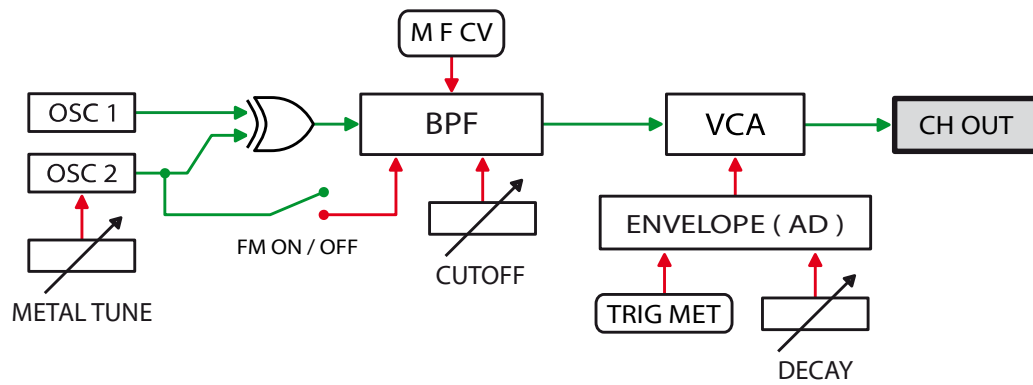 M F CV
OSC 1
BPF
VCA
CH OUT
OSC 2
ENVELOPE ( AD )
FM ON / OFF
CUTOFF
METAL TUNE
TRIG MET
DECAY